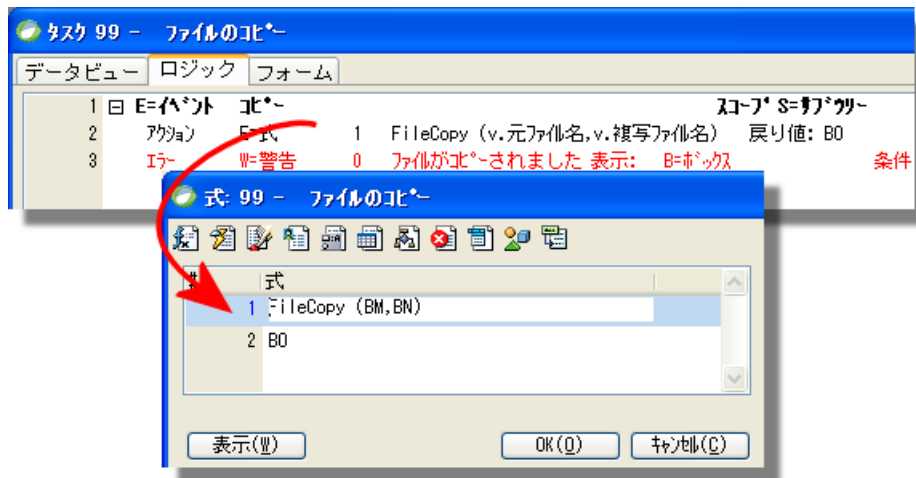 タスク 99 - ファイルのコピー
データビュー ロジック フォーム
1 E=イベント コピー スコープ S=サブツリー
2 アクション E=式 1 FileCopy (v.元ファイル名,v.複写ファイル名) 戻り値: BO
3 エラー W=警告 0 ファイルがコピーされました 表示: B=ボックス 条件
式: 99 - ファイルのコピー
# 式
1 FileCopy (BM,BN)
2 BO
表示(W) OK(O) キャンセル(C)